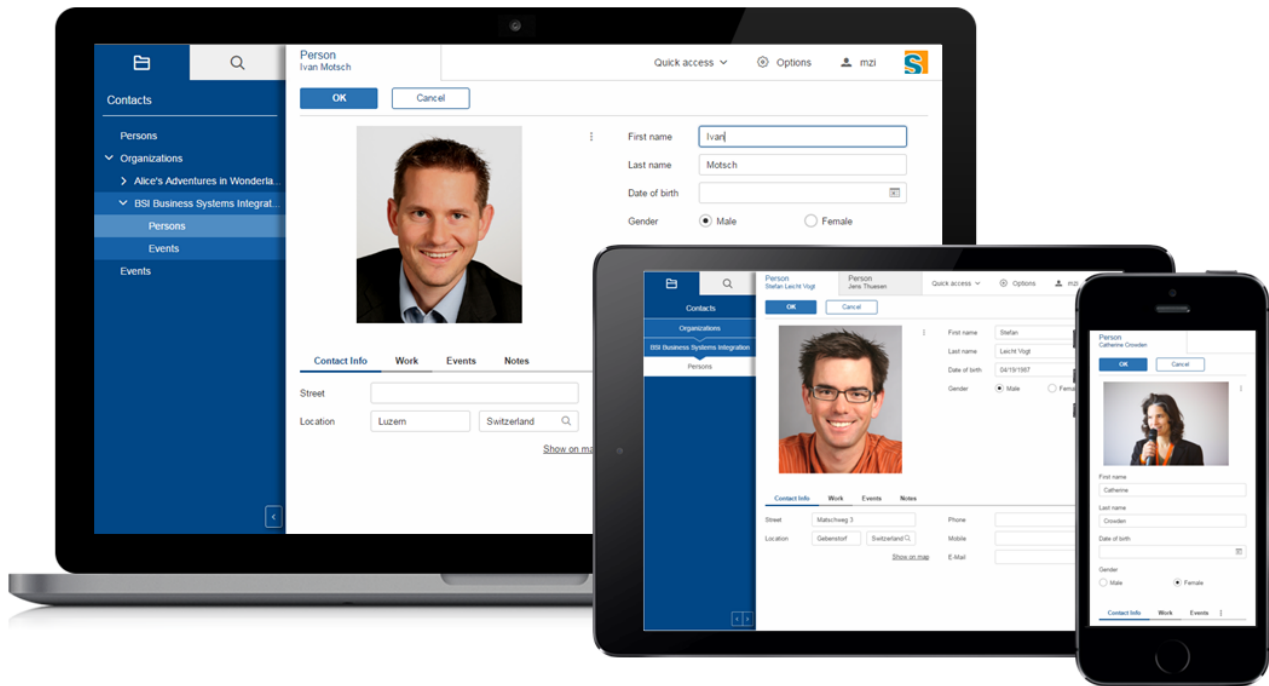 Person
Ivan Motsch
Quick access
Options
mzi
S
Contacts
OK
Cancel
Persons
Organizations
Alice's Adventures in Wonderla...
BSI Business Systems Integrat...
Persons
Events
Events
First name
Ivan
Last name
Motsch
Date of birth
Gender
Male
Female
Contact Info
Work
Events
Notes
Street
Location
Luzern
Switzerland
Show on map
Contacts
Organizations
BSI Business Systems Integration
Persons
Person
Stefan Leicht Vogt
Person
Jens Thuesen
Quick access
Options
mzi
OK
Cancel
First name
Stefan
Last name
Leicht Vogt
Date of birth
04/19/1987
Gender
Male
Contact Info
Work
Events
Notes
Street
Matschweg 3
Phone
Location
Gebenstorf
Switzerland
Mobile
Show on map
E-Mail
Person
Catherine Crowden
OK
Cancel
First name
Catherine
Last name
Crowden
Date of birth
Gender
Male
Female
Contact Info
Work
Events